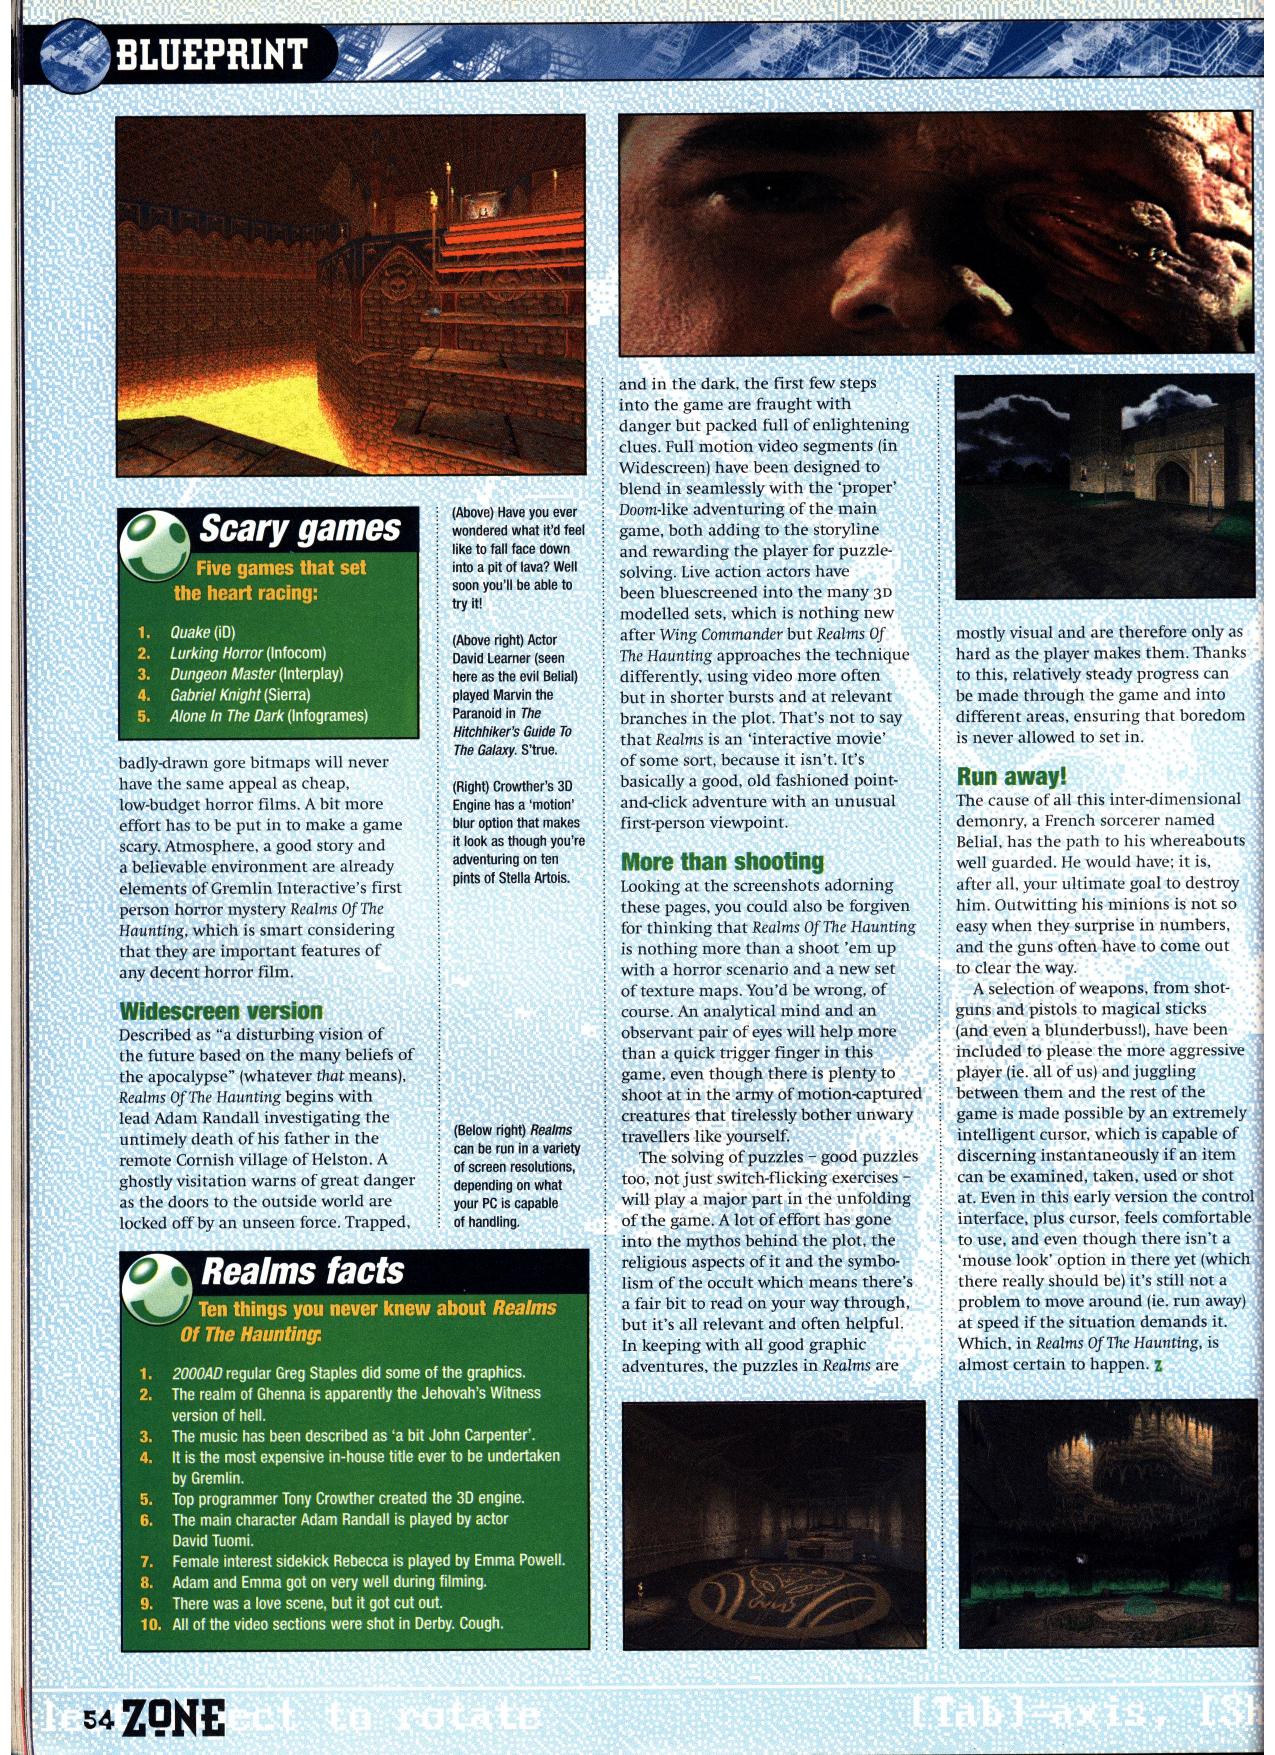 BLUEPRINT
Scary games
Five games that set
the heart racing:
1. Quake (iD)
2. Lurking Horror (Infocom)
3. Dungeon Master (Interplay)
4. Gabriel Knight (Sierra)
5. Alone In The Dark (Infogrames)
badly-drawn gore bitmaps will never
have the same appeal as cheap,
low-budget horror films. A bit more
effort has to be put in to make a game
scary. Atmosphere, a good story and
a believable environment are already
elements of Gremlin Interactive's first
person horror mystery Realms Of The
Haunting, which is smart considering
that they are important features of
any decent horror film.
Widescreen version
Described as "a disturbing vision of
the future based on the many beliefs of
the apocalypse" (whatever that means),
Realms Of The Haunting begins with
lead Adam Randall investigating the
untimely death of his father in the
remote Cornish village of Helston. A
ghostly visitation warns of great danger
as the doors to the outside world are
locked off by an unseen force. Trapped,
(Above) Have you ever
wondered what it'd feel
like to fall face down
into a pit of lava? Well
soon you'll be able to
try it!
(Above right) Actor
David Learner (seen
here as the evil Belial)
played Marvin the
Paranoid in The
Hitchhiker's Guide To
The Galaxy. S'true.
(Right) Crowther's 3D
Engine has a 'motion'
blur option that makes
it look as though you're
adventuring on ten
pints of Stella Artois.
(Below right) Realms
can be run in a variety
of screen resolutions,
depending on what
your PC is capable
of handling.
Realms facts
Ten things you never knew about Realms
Of The Haunting:
1. 2000AD regular Greg Staples did some of the graphics.
2. The realm of Ghenna is apparently the Jehovah's Witness
version of hell.
3. The music has been described as 'a bit John Carpenter'.
4. It is the most expensive in-house title ever to be undertaken
by Gremlin.
5. Top programmer Tony Crowther created the 3D engine.
6. The main character Adam Randall is played by actor
David Tuomi.
7. Female interest sidekick Rebecca is played by Emma Powell.
8. Adam and Emma got on very well during filming.
9. There was a love scene, but it got cut out.
10. All of the video sections were shot in Derby. Cough.
and in the dark, the first few steps
into the game are fraught with
danger but packed full of enlightening
clues. Full motion video segments (in
Widescreen) have been designed to
blend in seamlessly with the 'proper'
Doom-like adventuring of the main
game, both adding to the storyline
and rewarding the player for puzzle-
solving. Live action actors have
been bluescreened into the many 3D
modelled sets, which is nothing new
after Wing Commander but Realms Of
The Haunting approaches the technique
differently, using video more often
but in shorter bursts and at relevant
branches in the plot. That's not to say
that Realms is an 'interactive movie'
of some sort, because it isn't. It's
basically a good, old fashioned point-
and-click adventure with an unusual
first-person viewpoint.
More than shooting
Looking at the screenshots adorning
these pages, you could also be forgiven
for thinking that Realms Of The Haunting
is nothing more than a shoot 'em up
with a horror scenario and a new set
of texture maps. You'd be wrong, of
course. An analytical mind and an
observant pair of eyes will help more
than a quick trigger finger in this
game, even though there is plenty to
shoot at in the army of motion-captured
creatures that tirelessly bother unwary
travellers like yourself.
The solving of puzzles – good puzzles
too, not just switch-flicking exercises –
will play a major part in the unfolding
of the game. A lot of effort has gone
into the mythos behind the plot, the
religious aspects of it and the symbo-
lism of the occult which means there's
a fair bit to read on your way through,
but it's all relevant and often helpful.
In keeping with all good graphic
adventures, the puzzles in Realms are
mostly visual and are therefore only as
hard as the player makes them. Thanks
to this, relatively steady progress can
be made through the game and into
different areas, ensuring that boredom
is never allowed to set in.
Run away!
The cause of all this inter-dimensional
demonry, a French sorcerer named
Belial, has the path to his whereabouts
well guarded. He would have; it is,
after all, your ultimate goal to destroy
him. Outwitting his minions is not so
easy when they surprise in numbers,
and the guns often have to come out
to clear the way.
A selection of weapons, from shot-
guns and pistols to magical sticks
(and even a blunderbuss!), have been
included to please the more aggressive
player (ie. all of us) and juggling
between them and the rest of the
game is made possible by an extremely
intelligent cursor, which is capable of
discerning instantaneously if an item
can be examined, taken, used or shot
at. Even in this early version the control
interface, plus cursor, feels comfortable
to use, and even though there isn't a
'mouse look' option in there yet (which
there really should be) it's still not a
problem to move around (ie. run away)
at speed if the situation demands it.
Which, in Realms Of The Haunting, is
almost certain to happen. Z
54 ZONE
to rotate [Tab]=axis, [Sh